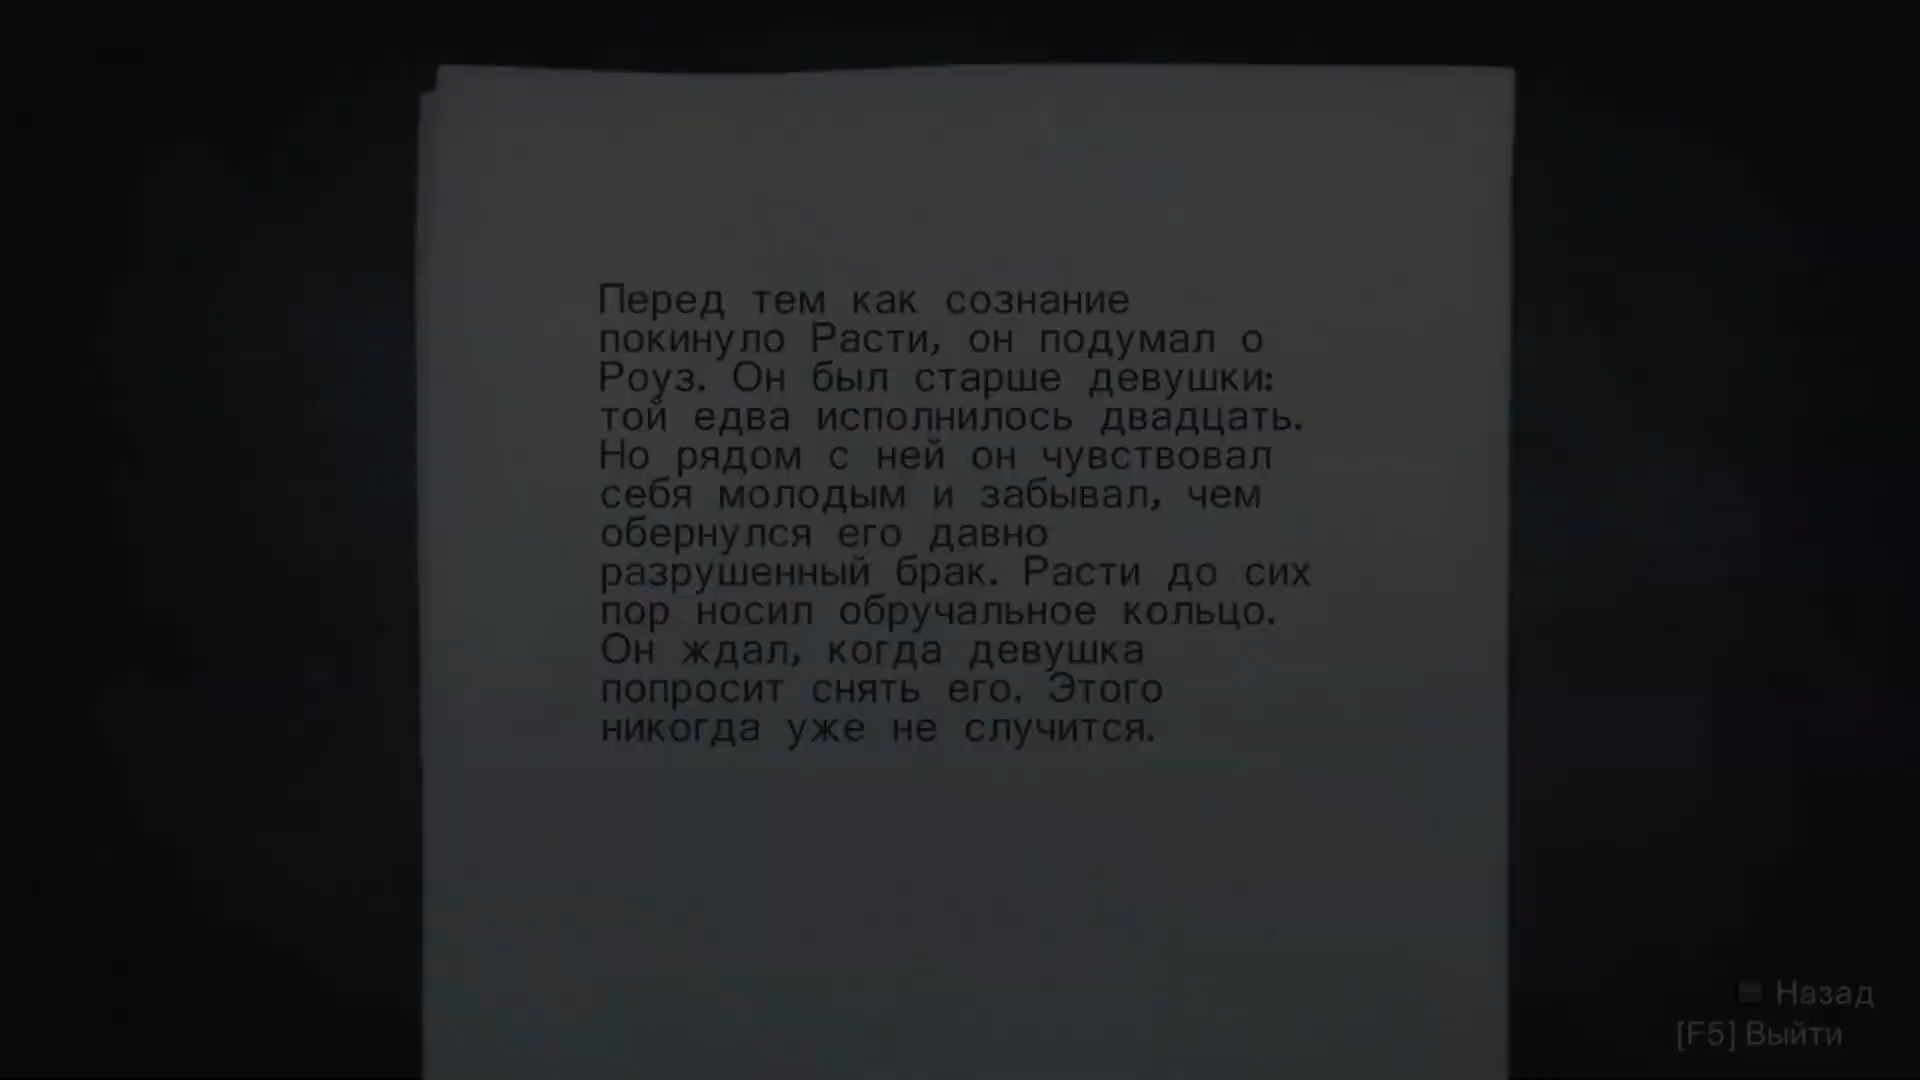 Перед тем как сознание
покинуло Расти, он подумал о
Роуз. Он был старше девушки:
той едва исполнилось двадцать.
Но рядом с ней он чувствовал
себя молодым и забывал, чем
обернулся его давно
разрушенный брак. Расти до сих
пор носил обручальное кольцо.
Он ждал, когда девушка
попросит снять его. Этого
никогда уже не случится.
Назад
[F5] Выйти